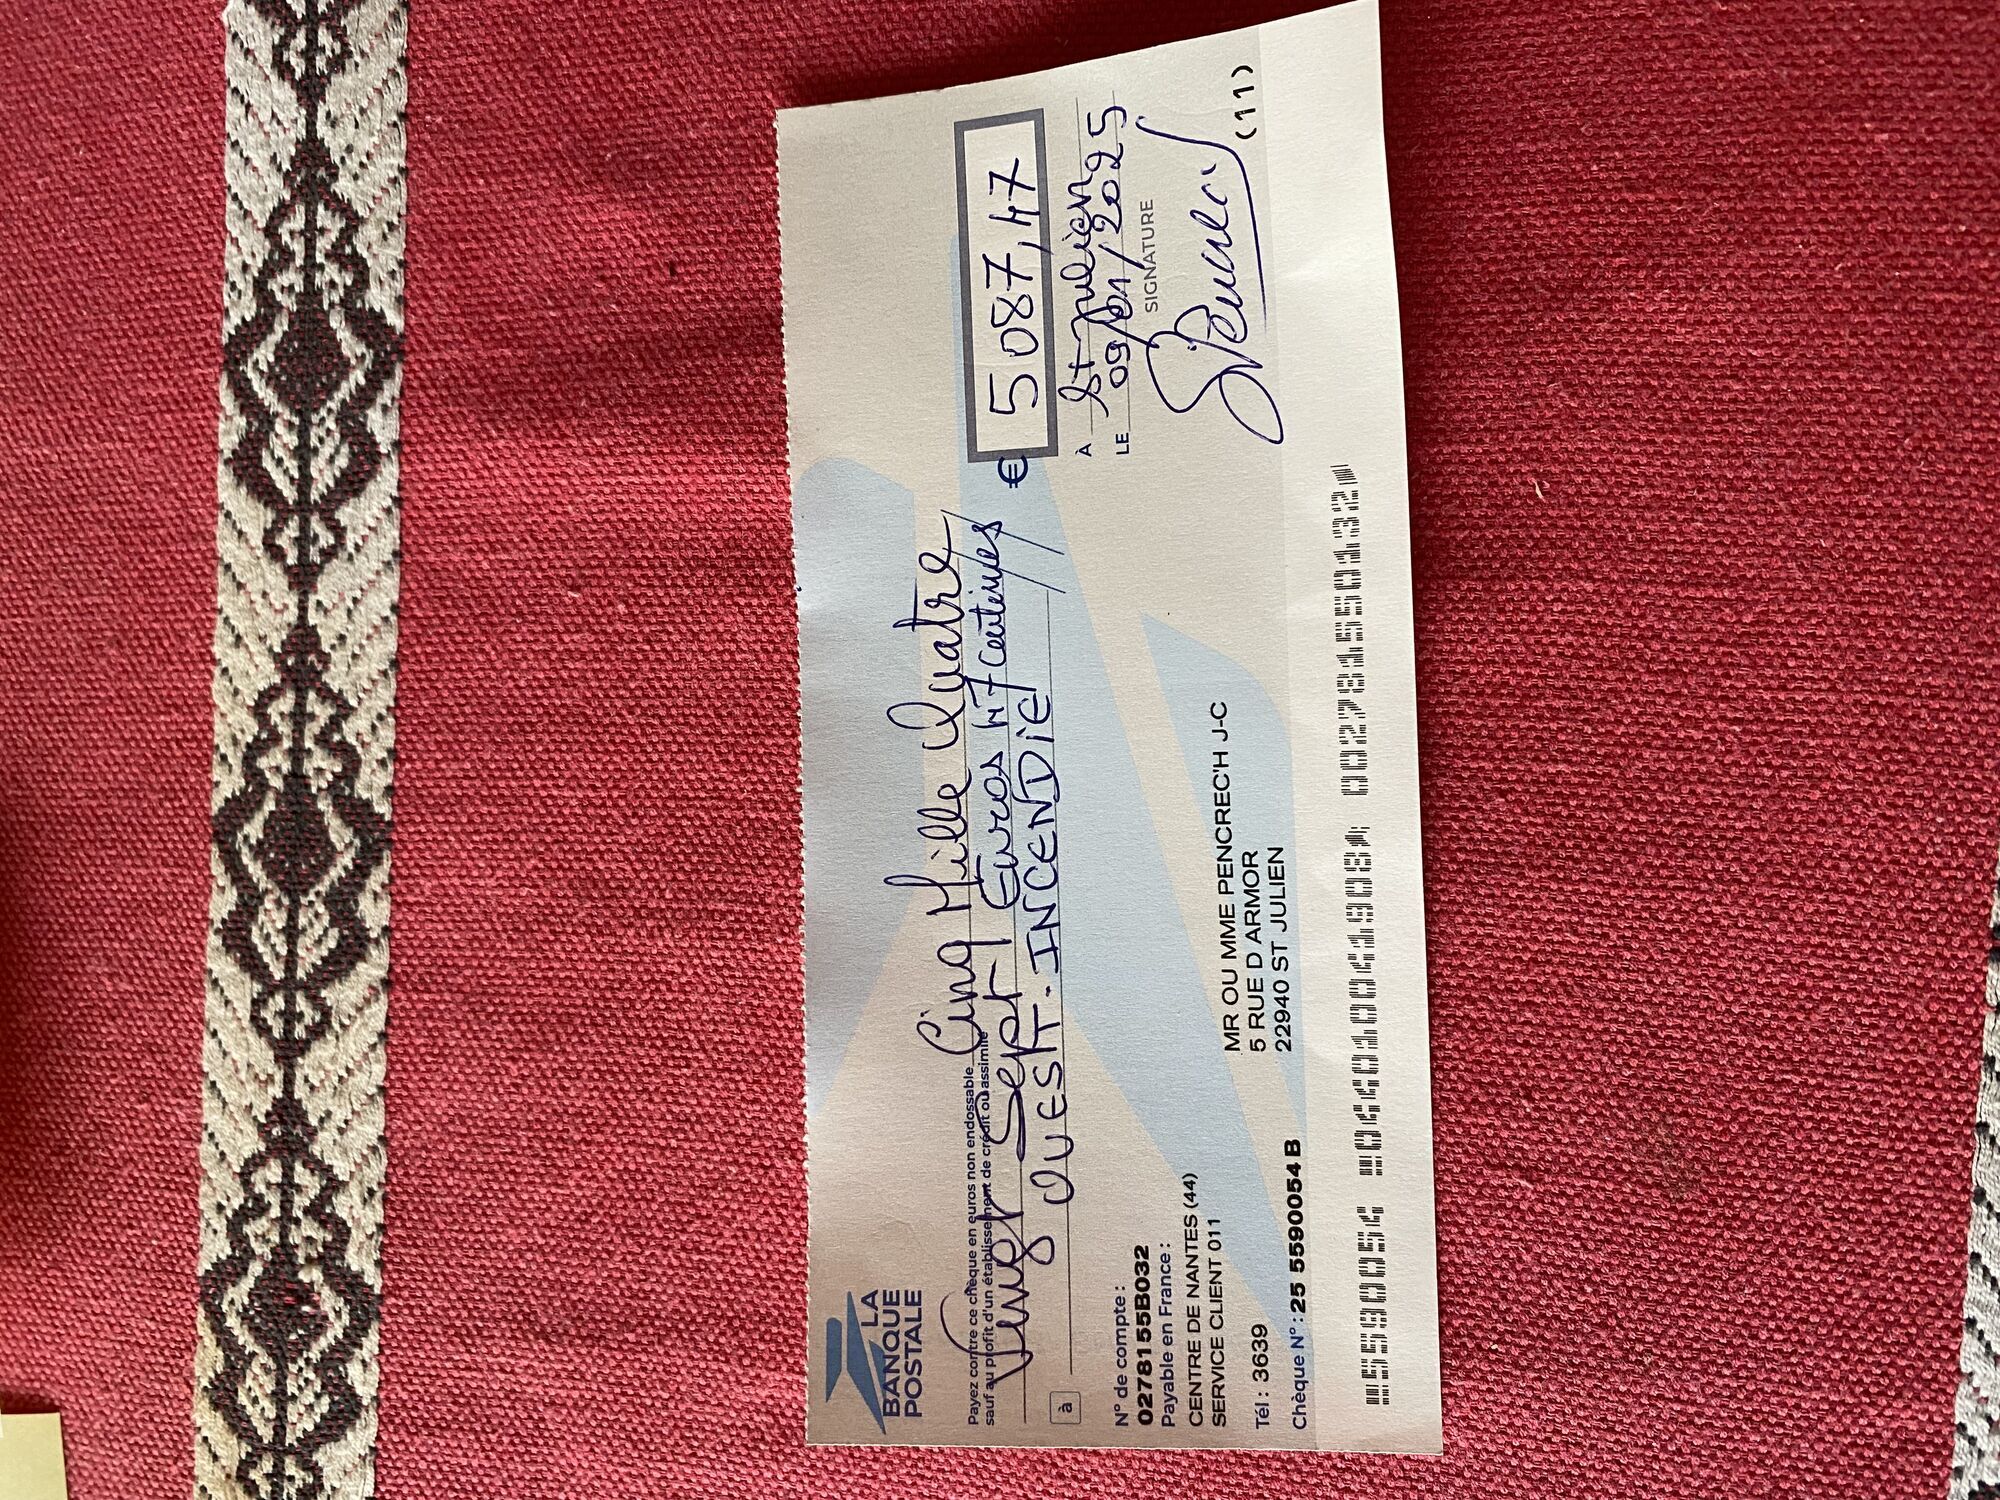 LA
BANQUE
POSTALE
Payez contre ce chèque en euros non endossable
sauf au profit d'un établissement de crédit ou assimilé
Cinq Mille Quatre
Vingt Sept Euros 47 Centimes
à OUEST. INCENDIE
€ 5087,47
À St Julien
LE 09/01/2025
SIGNATURE
N° de compte :
0278155B032
Payable en France :
CENTRE DE NANTES (44)
SERVICE CLIENT 011
Tél : 3639
Chèque N° : 25 5590054 B
MR OU MME PENCREC'H J-C
5 RUE D ARMOR
22940 ST JULIEN
(11)